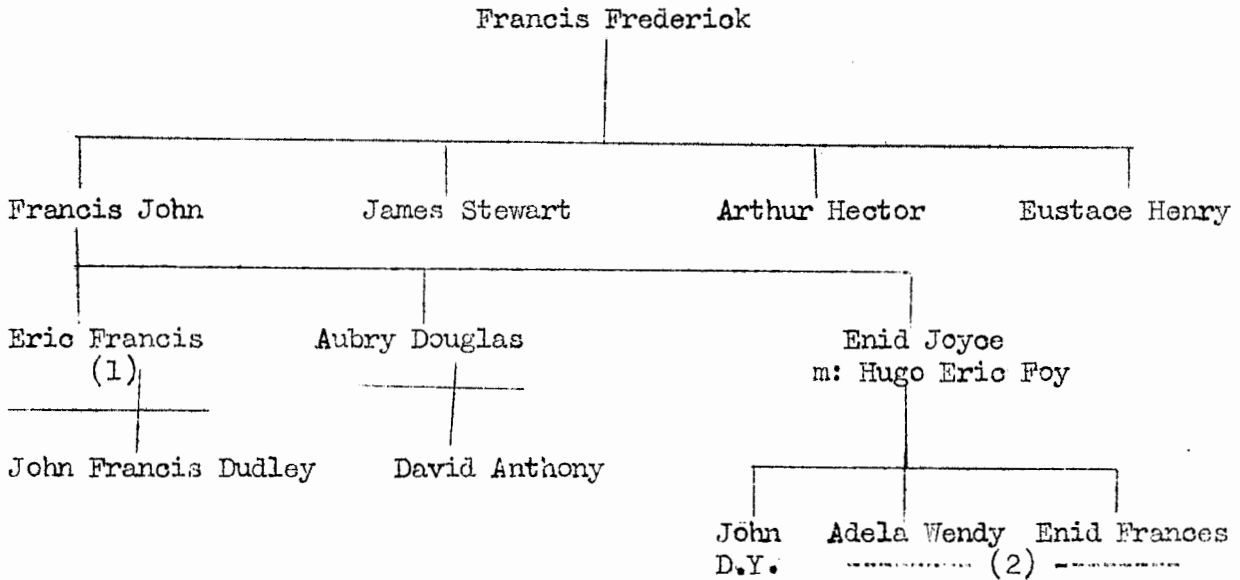 Francis Frederick
Francis John James Stewart Arthur Hector Eustace Henry
Eric Francis Aubry Douglas Enid Joyce
(1) m: Hugo Eric Foy
John Francis Dudley David Anthony
John Adela Wendy Enid Frances
D.Y. (2)